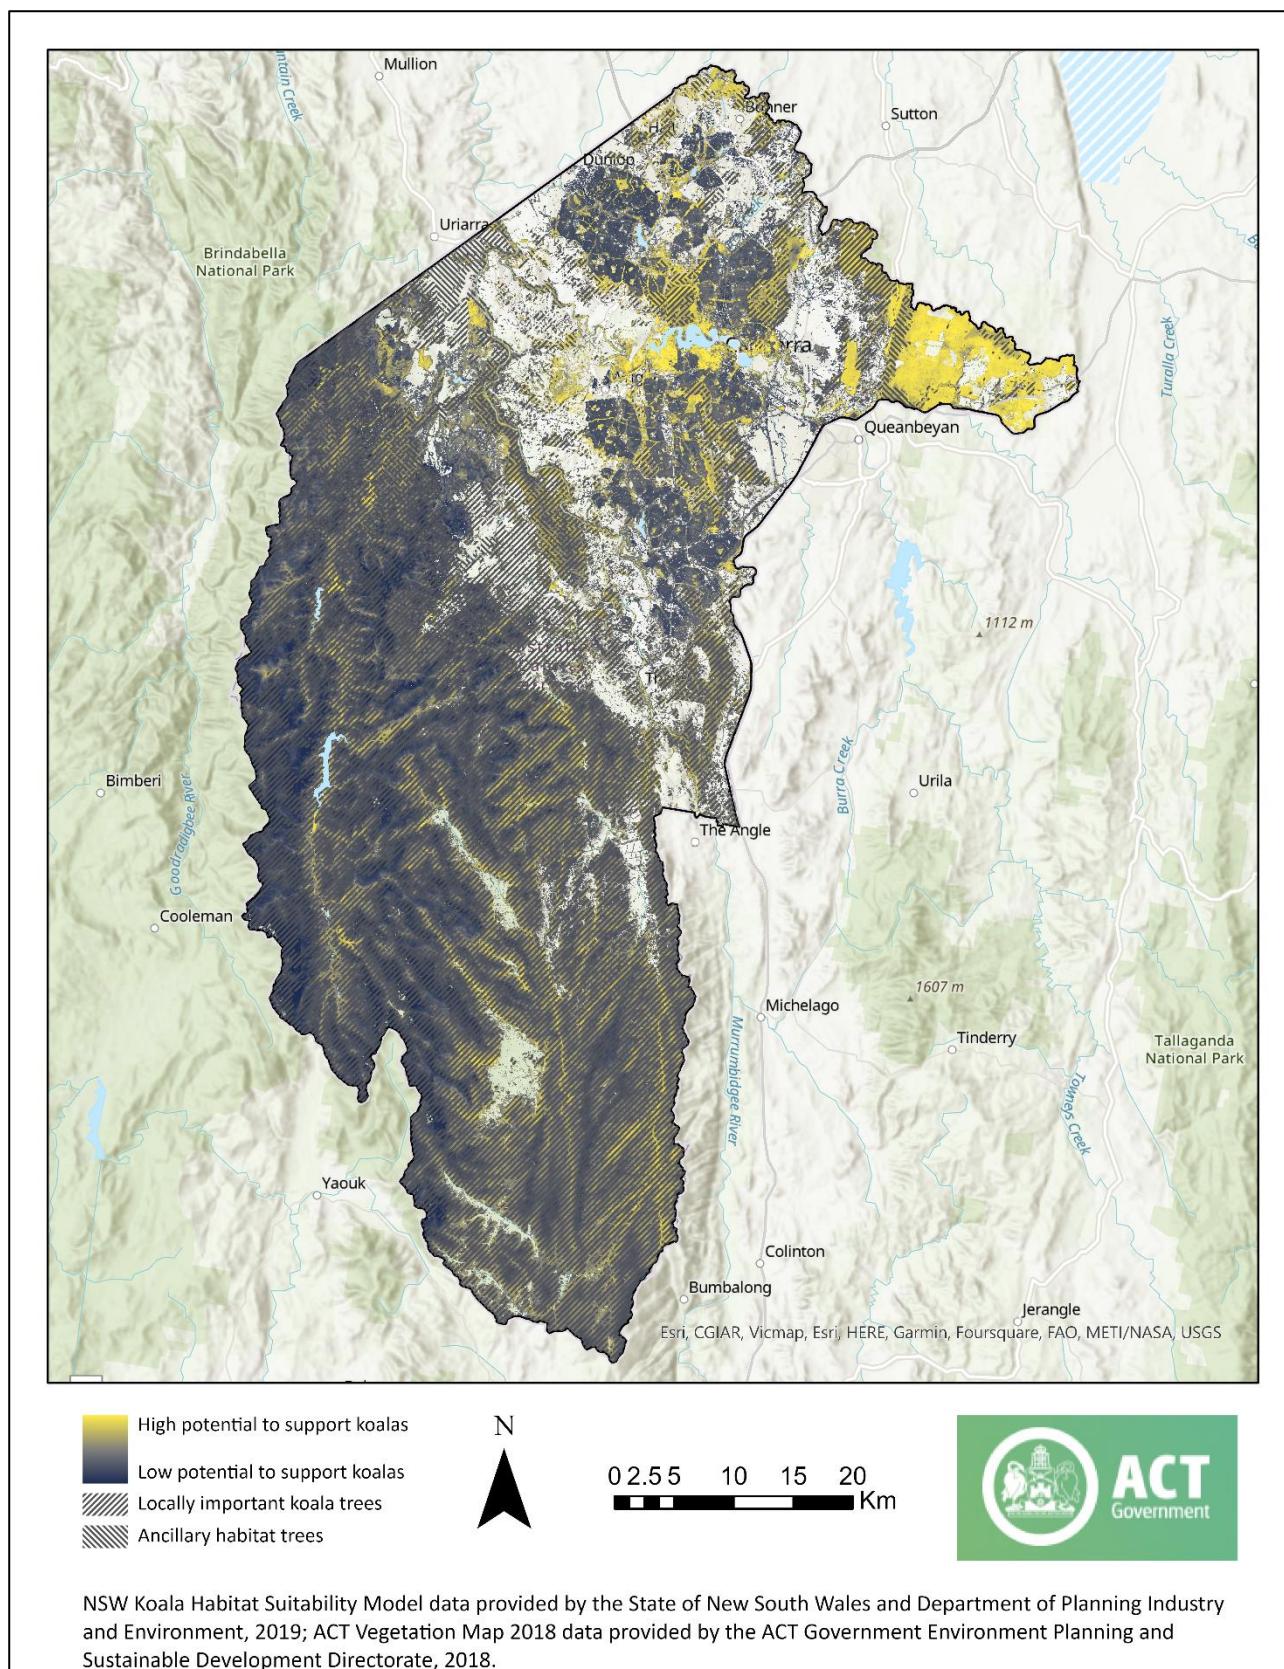 Mullion
Sutton
Dunlop
Uriarra
Brindabella
National Park
Turalla Creek
Queanbeyan
1112 m
Bimberi
Goodradigbee River
Burra Creek
Urila
The Angle
Cooleman
1607 m
Michelago
Murrumbidgee River
Tinderry
Tallaganda
National Park
Towneys Creek
Yaouk
Colinton
Bumbalong
Jerangle
Esri, CGIAR, Vicmap, Esri, HERE, Garmin, Foursquare, FAO, METI/NASA, USGS
High potential to support koalas
Low potential to support koalas
Locally important koala trees
Ancillary habitat trees
N
0 2.5 5 10 15 20
Km
ACT
Government
NSW Koala Habitat Suitability Model data provided by the State of New South Wales and Department of Planning Industry
and Environment, 2019; ACT Vegetation Map 2018 data provided by the ACT Government Environment Planning and
Sustainable Development Directorate, 2018.